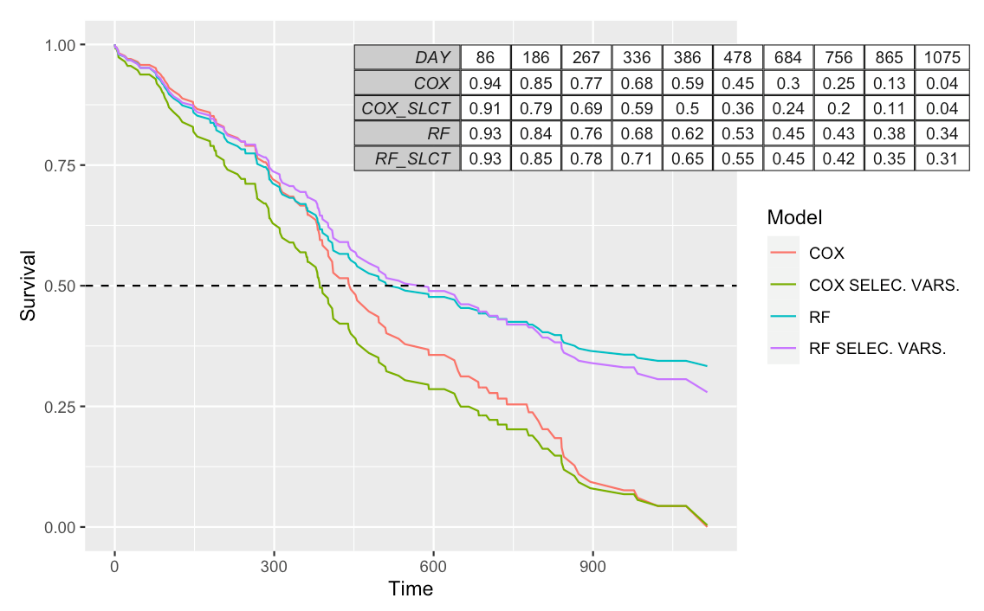 1.00
0.75
0.50
0.25
0.00
Survival
DAY 86 186 267 336 386 478 684 756 865 1075
COX 0.94 0.85 0.77 0.68 0.59 0.45 0.3 0.25 0.13 0.04
COX_SLCT 0.91 0.79 0.69 0.59 0.5 0.36 0.24 0.2 0.11 0.04
RF 0.93 0.84 0.76 0.68 0.62 0.53 0.45 0.43 0.38 0.34
RF_SLCT 0.93 0.85 0.78 0.71 0.65 0.55 0.45 0.42 0.35 0.31
Model
COX
COX SELEC. VARS.
RF
RF SELEC. VARS.
0 300 600 900
Time